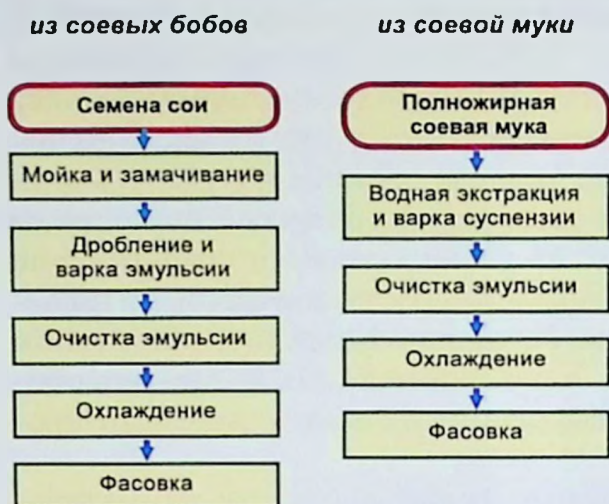 из соевых бобов
Семена сои
Мойка и замачивание
Дробление и
варка эмульсии
Очистка эмульсии
Охлаждение
Фасовка
из соевой муки
Полножирная
соевая мука
Водная экстракция
и варка суспензии
Очистка эмульсии
Охлаждение
Фасовка